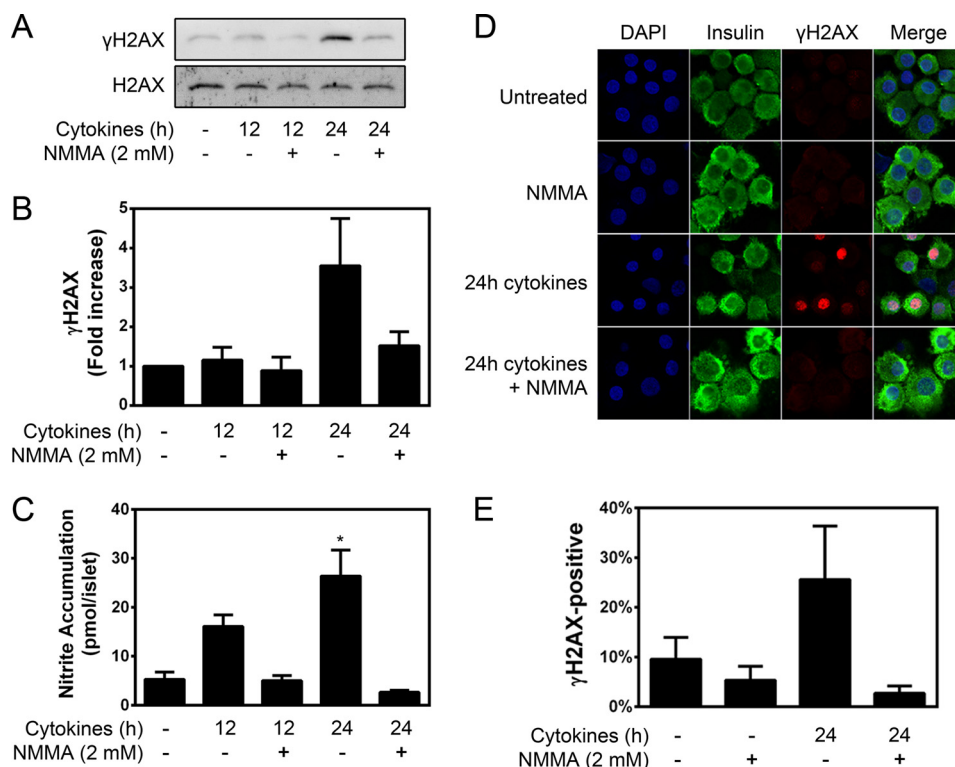 A
γH2AX
H2AX
Cytokines (h) - 12 12 24 24
NMMA (2 mM) - - + - +
B
γH2AX
(Fold increase)
5
4
3
2
1
0
Cytokines (h) - 12 12 24 24
NMMA (2 mM) - - + - +
C
Nitrite Accumulation
(pmol/islet)
40
30
20
10
0
*
Cytokines (h) - 12 12 24 24
NMMA (2 mM) - - + - +
D
DAPI Insulin γH2AX Merge
Untreated
NMMA
24h cytokines
24h cytokines
+ NMMA
E
γH2AX-positive
40%
30%
20%
10%
0%
Cytokines (h) - - 24 24
NMMA (2 mM) - + - +